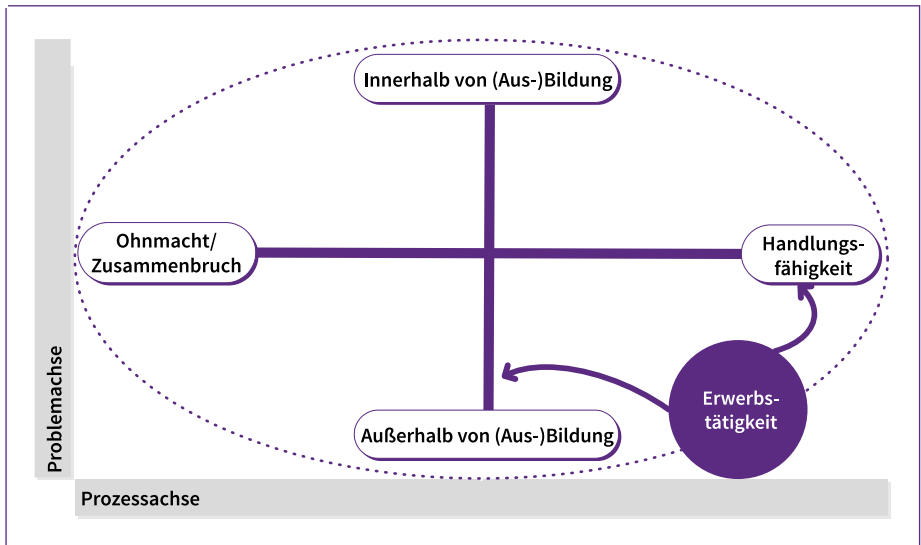 Innerhalb von (Aus-)Bildung
Ohnmacht/
Zusammenbruch
Handlungs-
fähigkeit
Erwerbs-
tätigkeit
Außerhalb von (Aus-)Bildung
Problemachse
Prozessachse